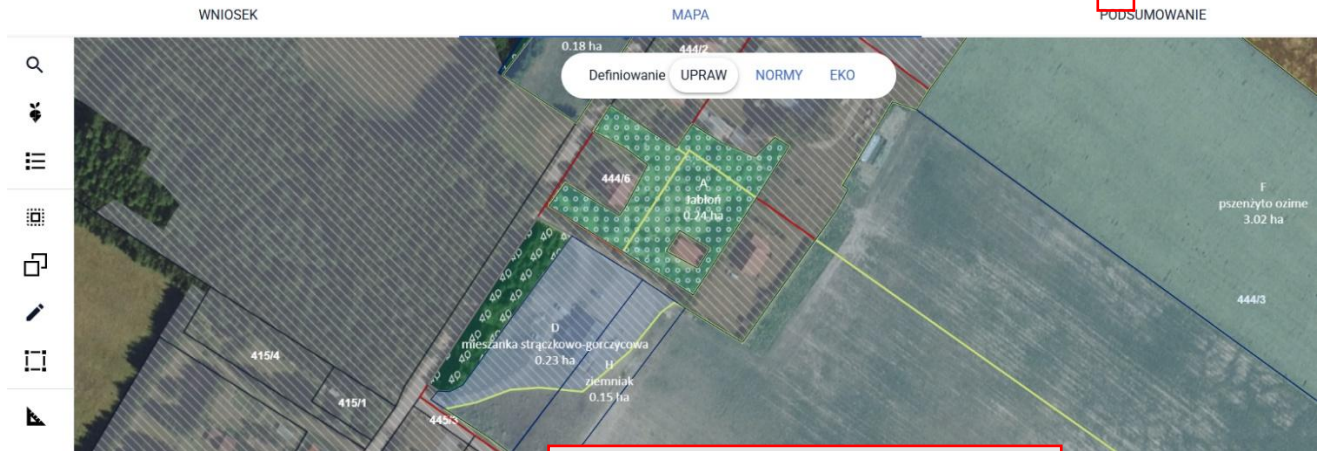 WNIOSEK
MAPA
PODSUMOWANIE
0.18 ha
444/2
Definiowanie UPRAW NORMY EKO
444/6
A
Jabłoń
0.24 ha
F
pszenżyto ozime
3.02 ha
444/3
D
mieszanka strączkowo-gorczycowa
0.23 ha
H
ziemniak
0.15 ha
415/4
415/1
445/3